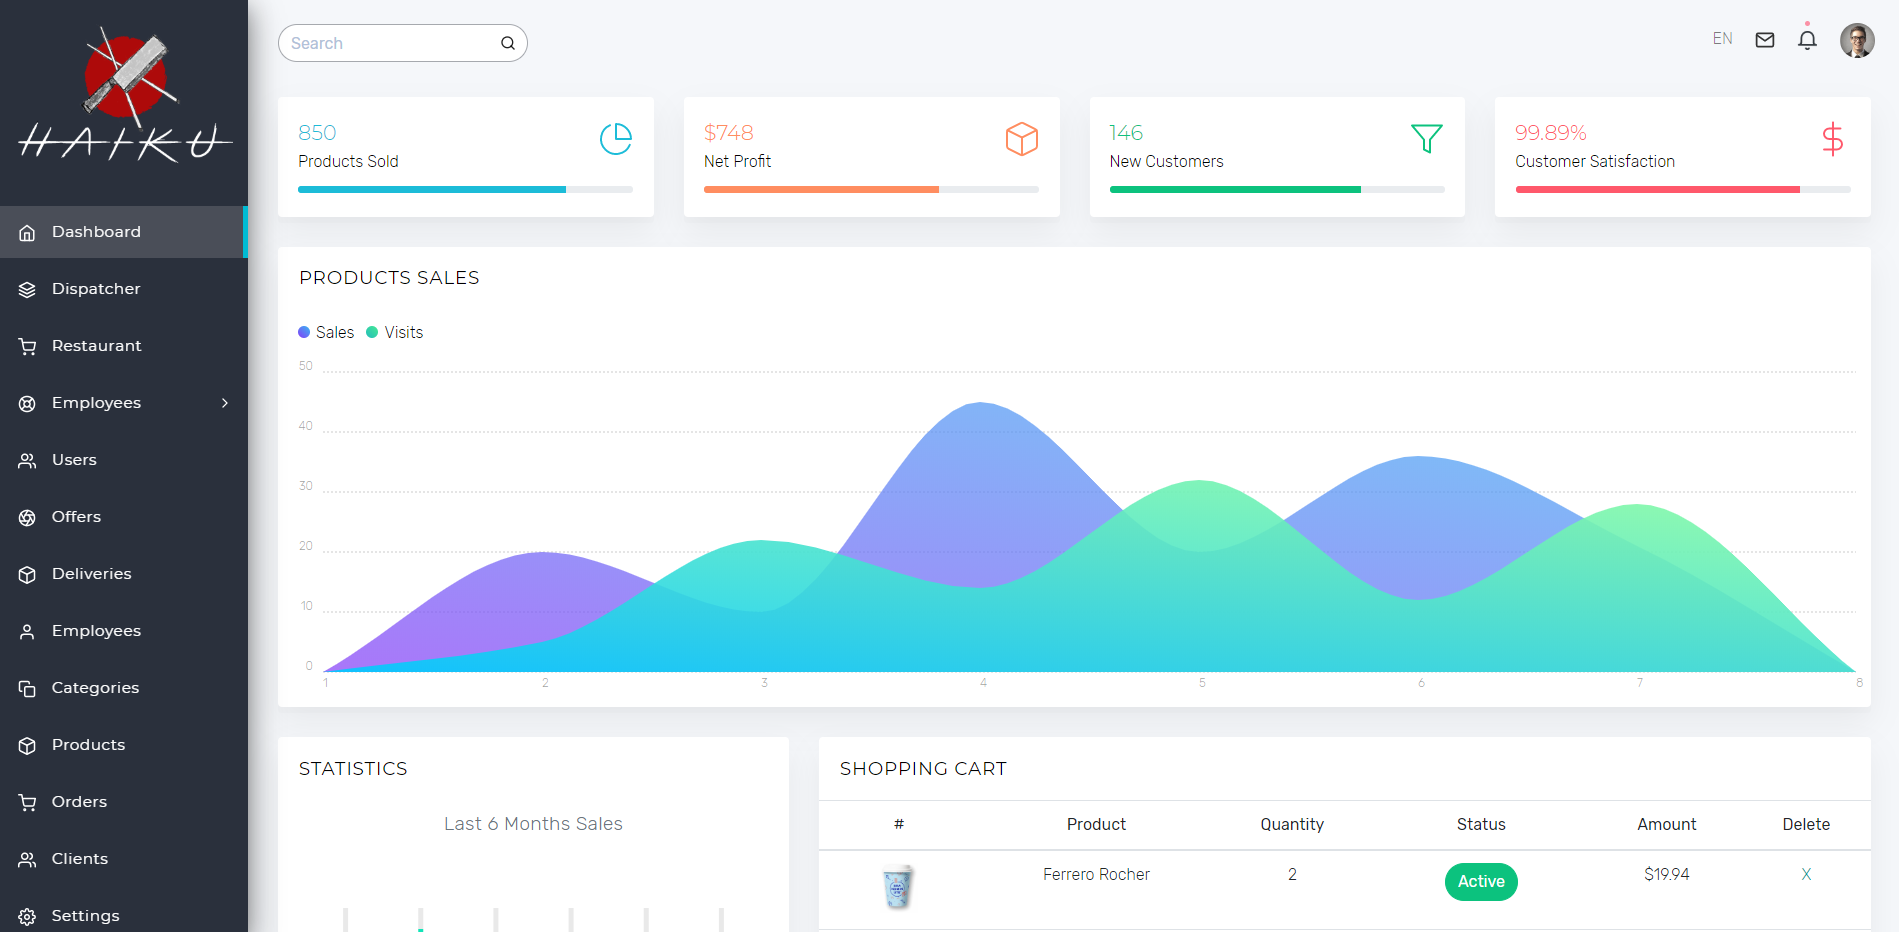 HAIKU
Dashboard
Dispatcher
Restaurant
Employees
Users
Offers
Deliveries
Employees
Categories
Products
Orders
Clients
Settings
Search
EN
850
Products Sold
$748
Net Profit
146
New Customers
99.89%
Customer Satisfaction
PRODUCTS SALES
Sales Visits
50
40
30
20
10
0
1 2 3 4 5 6 7 8
STATISTICS
Last 6 Months Sales
SHOPPING CART
# Product Quantity Status Amount Delete
Ferrero Rocher 2 Active $19.94 X